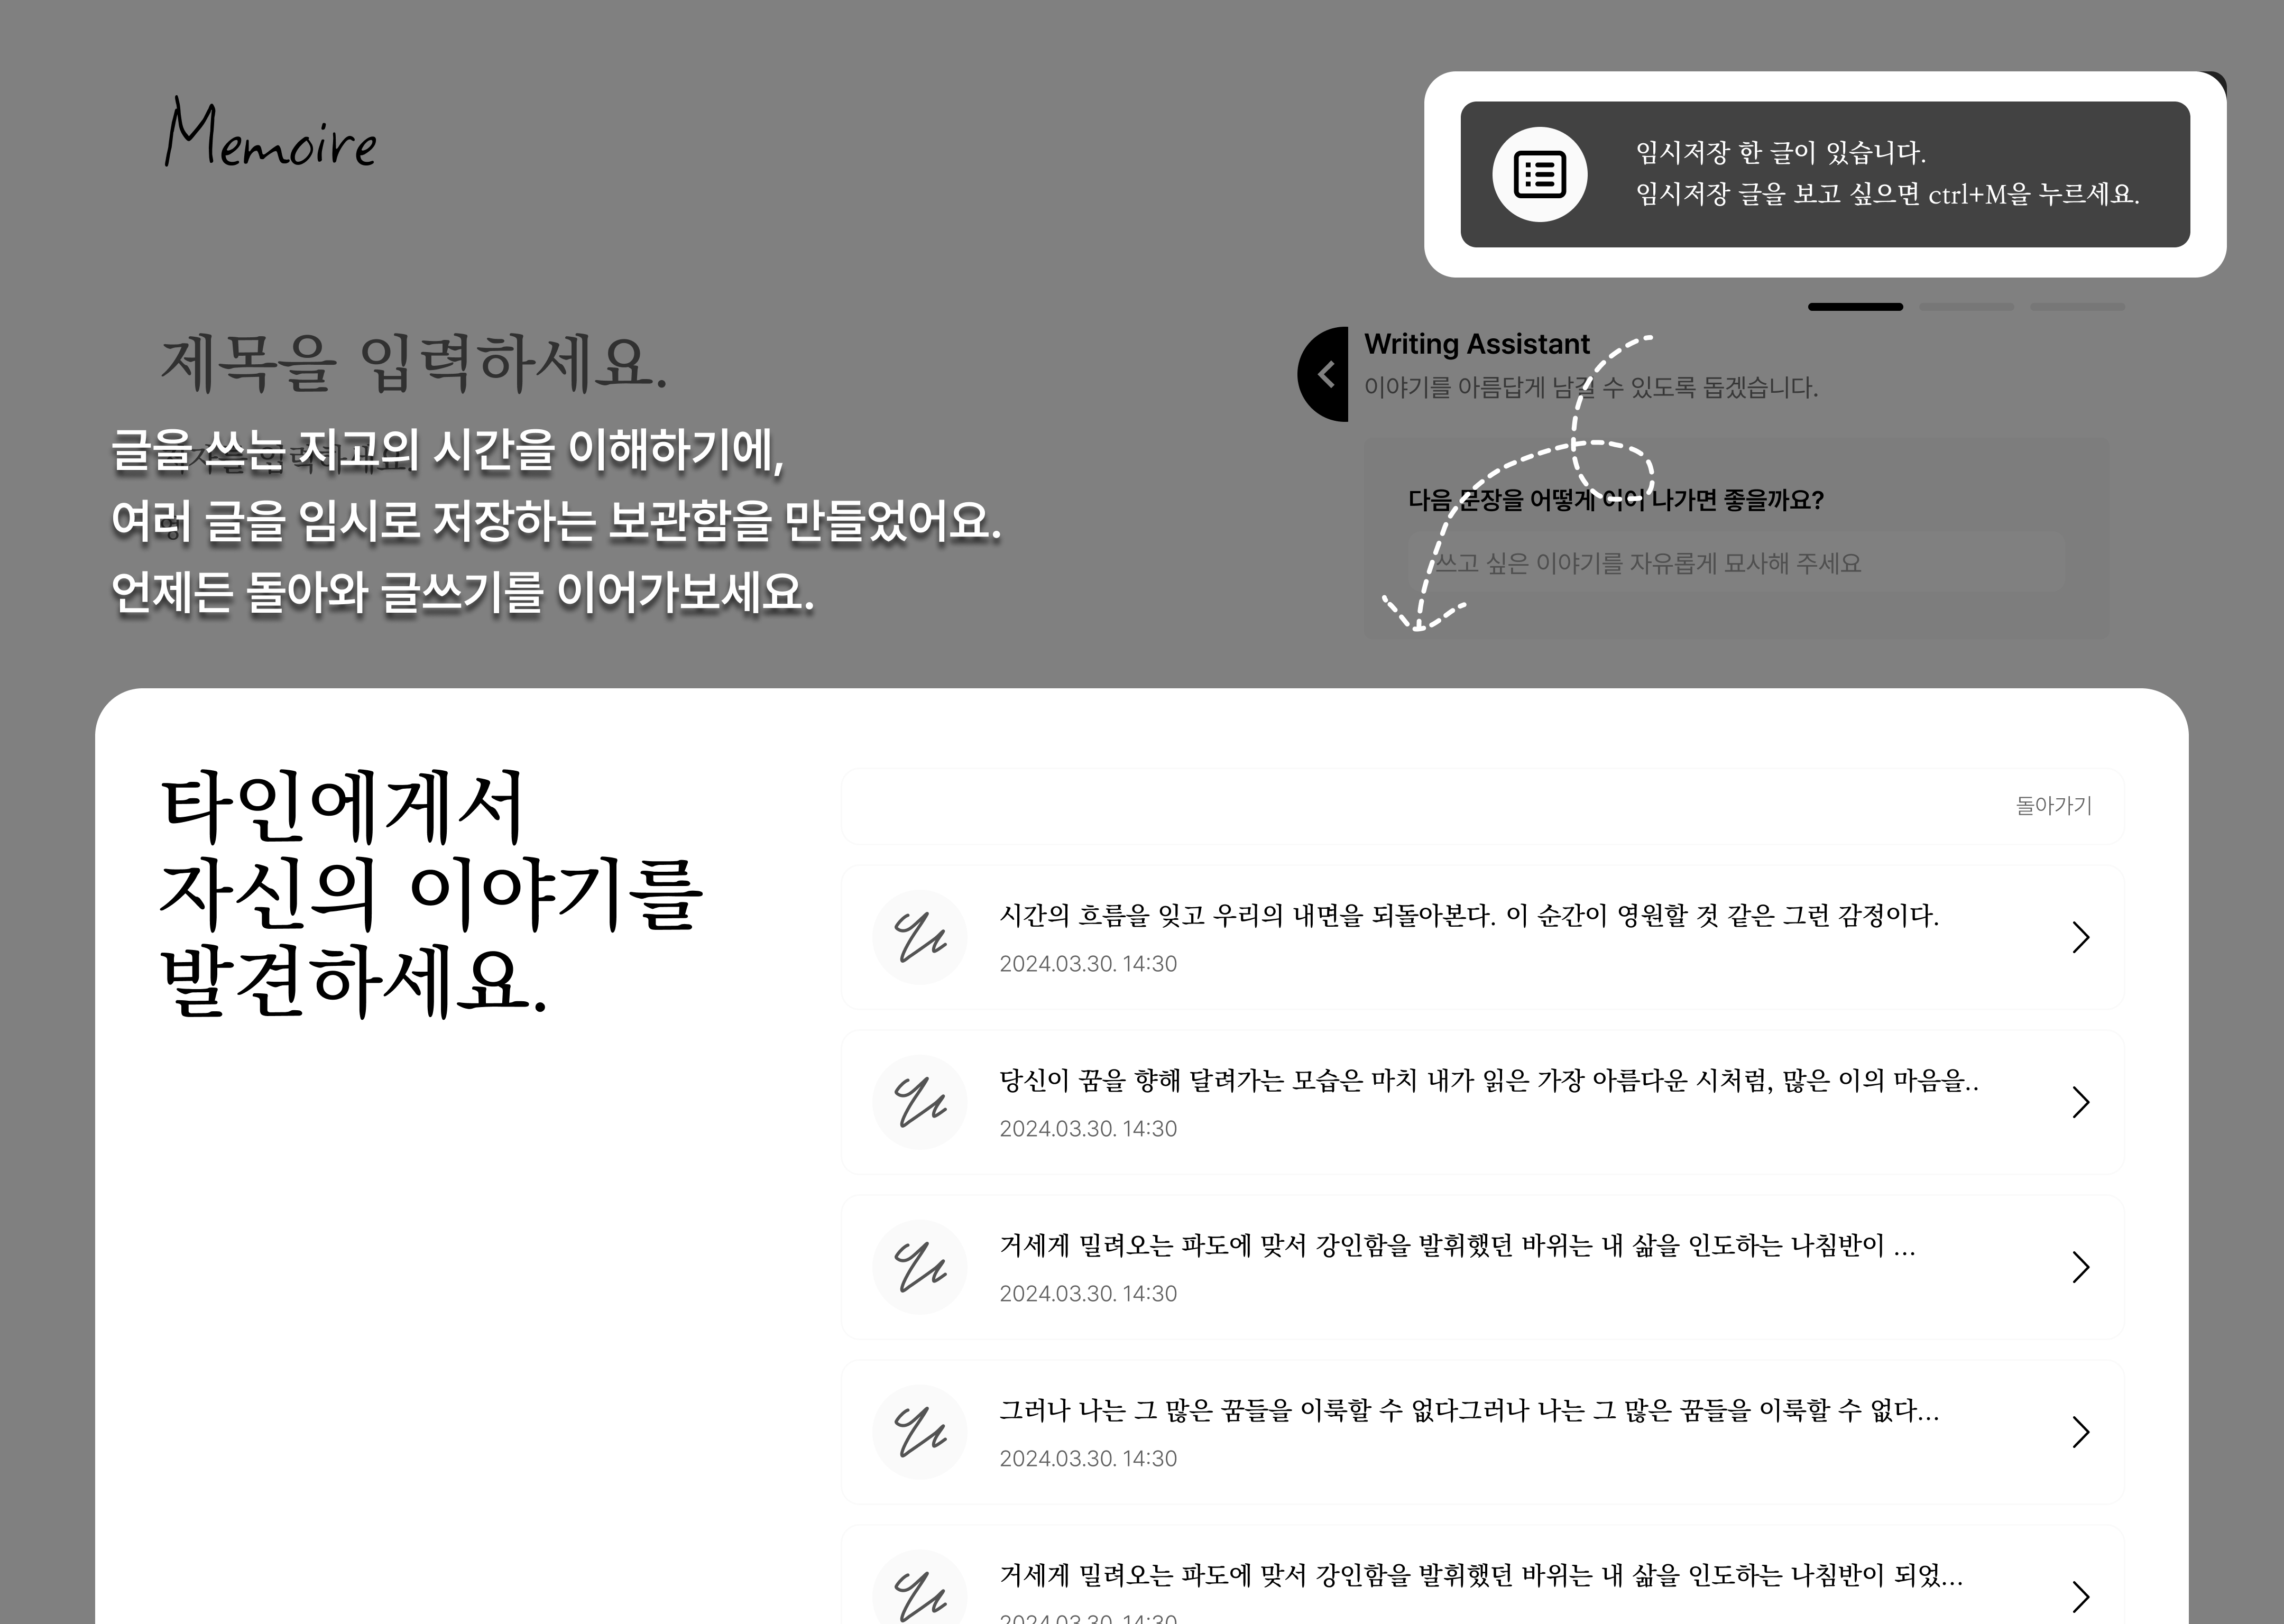 Memoire
임시저장 한 글이 있습니다.
임시저장 글을 보고 싶으면 ctrl+M을 누르세요.
제목을 입력하세요.
글을 쓰는 지고의 시간을 이해하기에,
여러 글을 임시로 저장하는 보관함을 만들었어요.
언제든 돌아와 글쓰기를 이어가보세요.
Writing Assistant
이야기를 아름답게 남길 수 있도록 돕겠습니다.
다음 문장을 어떻게 이어 나가면 좋을까요?
쓰고 싶은 이야기를 자유롭게 묘사해 주세요
타인에게서
자신의 이야기를
발견하세요.
돌아가기
시간의 흐름을 잊고 우리의 내면을 되돌아본다. 이 순간이 영원할 것 같은 그런 감정이다.
2024.03.30. 14:30
당신이 꿈을 향해 달려가는 모습은 마치 내가 읽은 가장 아름다운 시처럼, 많은 이의 마음을..
2024.03.30. 14:30
거세게 밀려오는 파도에 맞서 강인함을 발휘했던 바위는 내 삶을 인도하는 나침반이 ...
2024.03.30. 14:30
그러나 나는 그 많은 꿈들을 이룩할 수 없다그러나 나는 그 많은 꿈들을 이룩할 수 없다...
2024.03.30. 14:30
거세게 밀려오는 파도에 맞서 강인함을 발휘했던 바위는 내 삶을 인도하는 나침반이 되었...
2024.03.30. 14:30